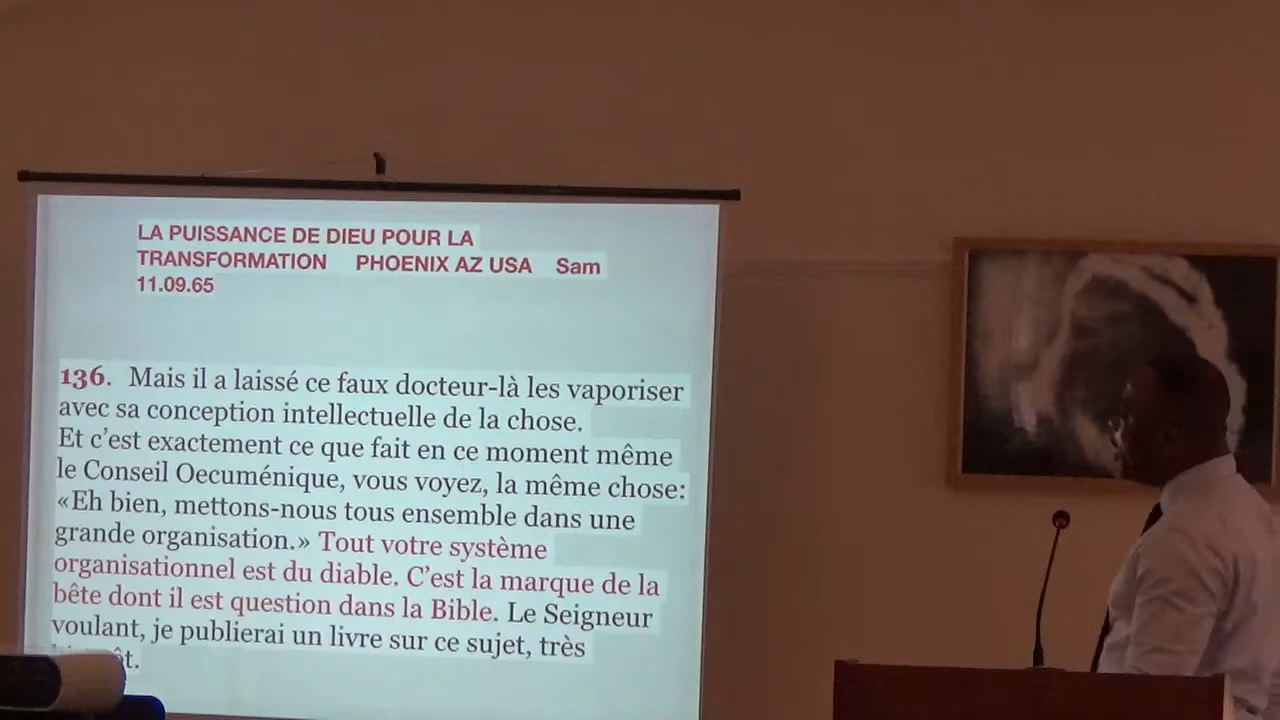 LA PUISSANCE DE DIEU POUR LA
TRANSFORMATION PHOENIX AZ USA Sam
11.09.65
136. Mais il a laissé ce faux docteur-là les vaporiser
avec sa conception intellectuelle de la chose.
Et c’est exactement ce que fait en ce moment même
le Conseil Oecuménique, vous voyez, la même chose:
«Eh bien, mettons-nous tous ensemble dans une
grande organisation.» Tout votre système
organisationnel est du diable. C’est la marque de la
bête dont il est question dans la Bible. Le Seigneur
voulant, je publierai un livre sur ce sujet, très